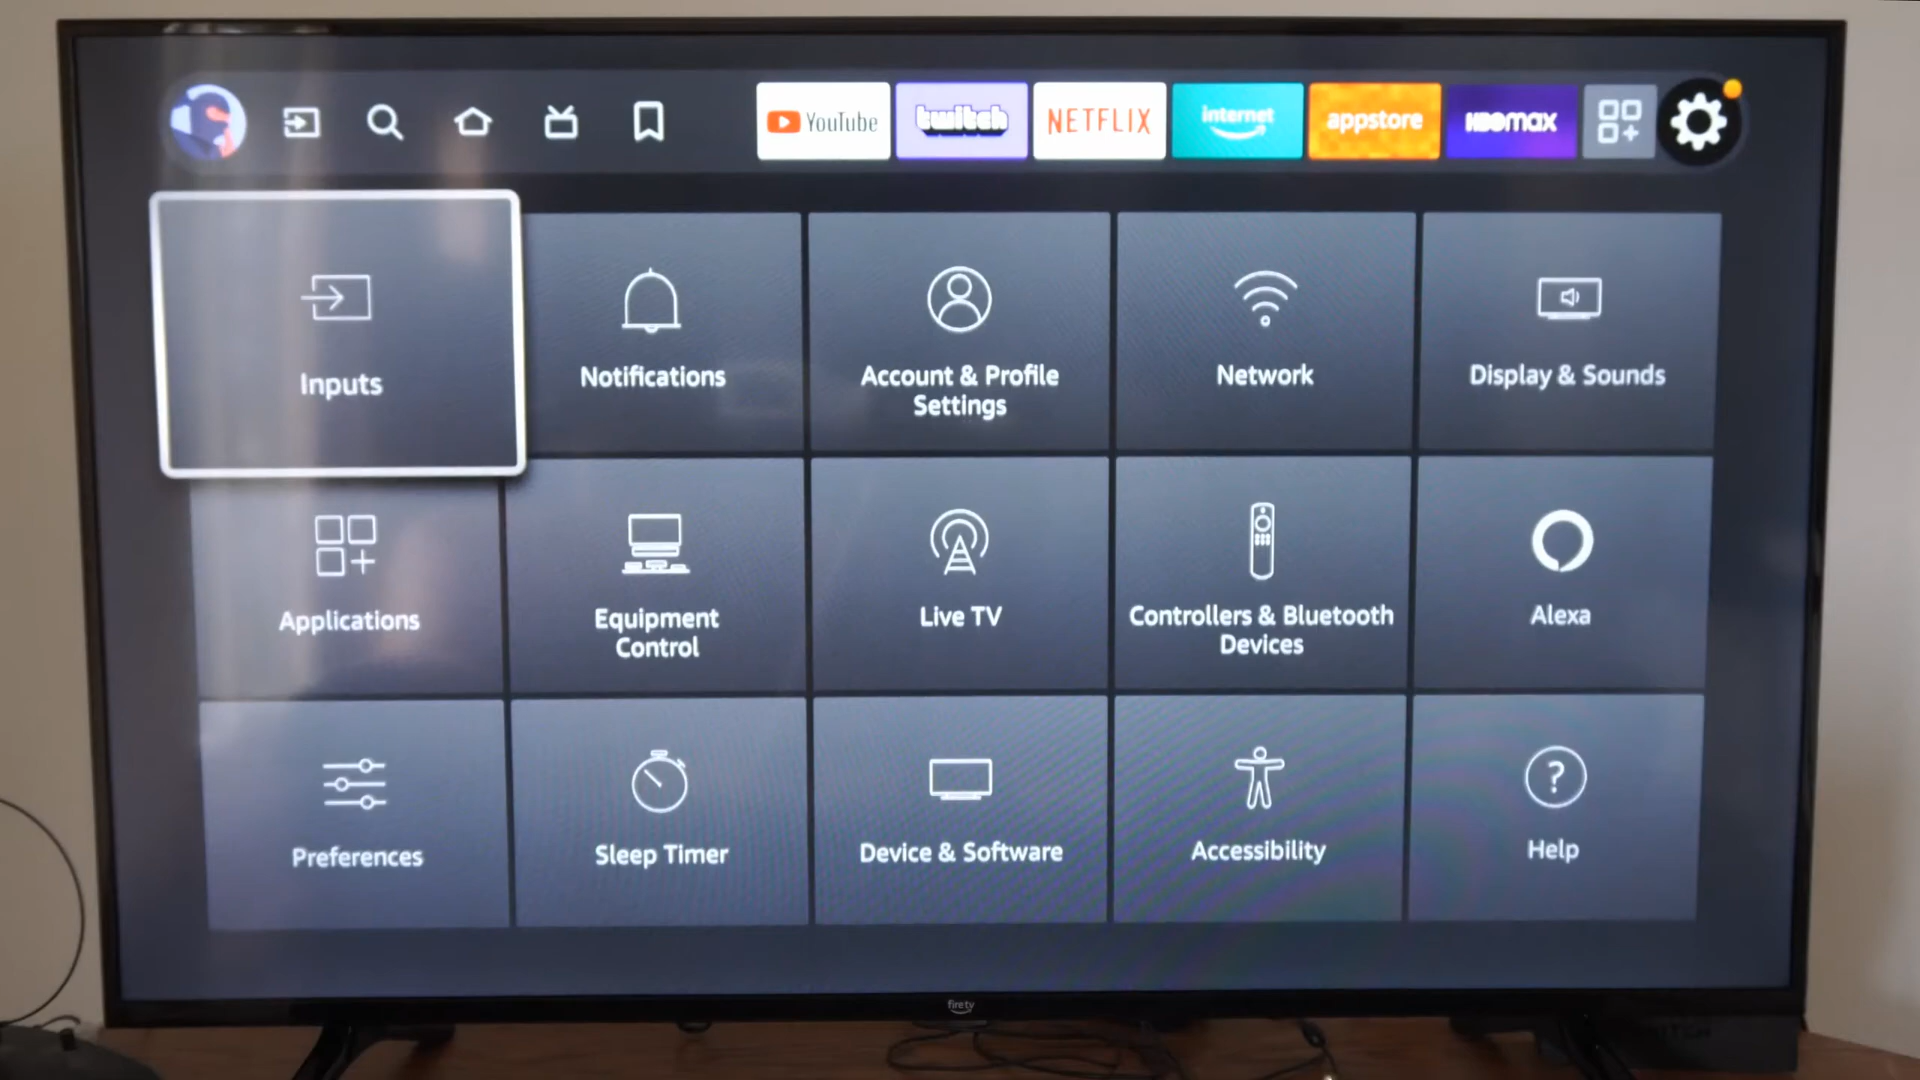 YouTube
twitch
NETFLIX
internet
appstore
HBOMAX
Inputs
Notifications
Account & Profile
Settings
Network
Display & Sounds
Applications
Equipment
Control
Live TV
Controllers & Bluetooth
Devices
Alexa
Preferences
Sleep Timer
Device & Software
Accessibility
Help
firetv